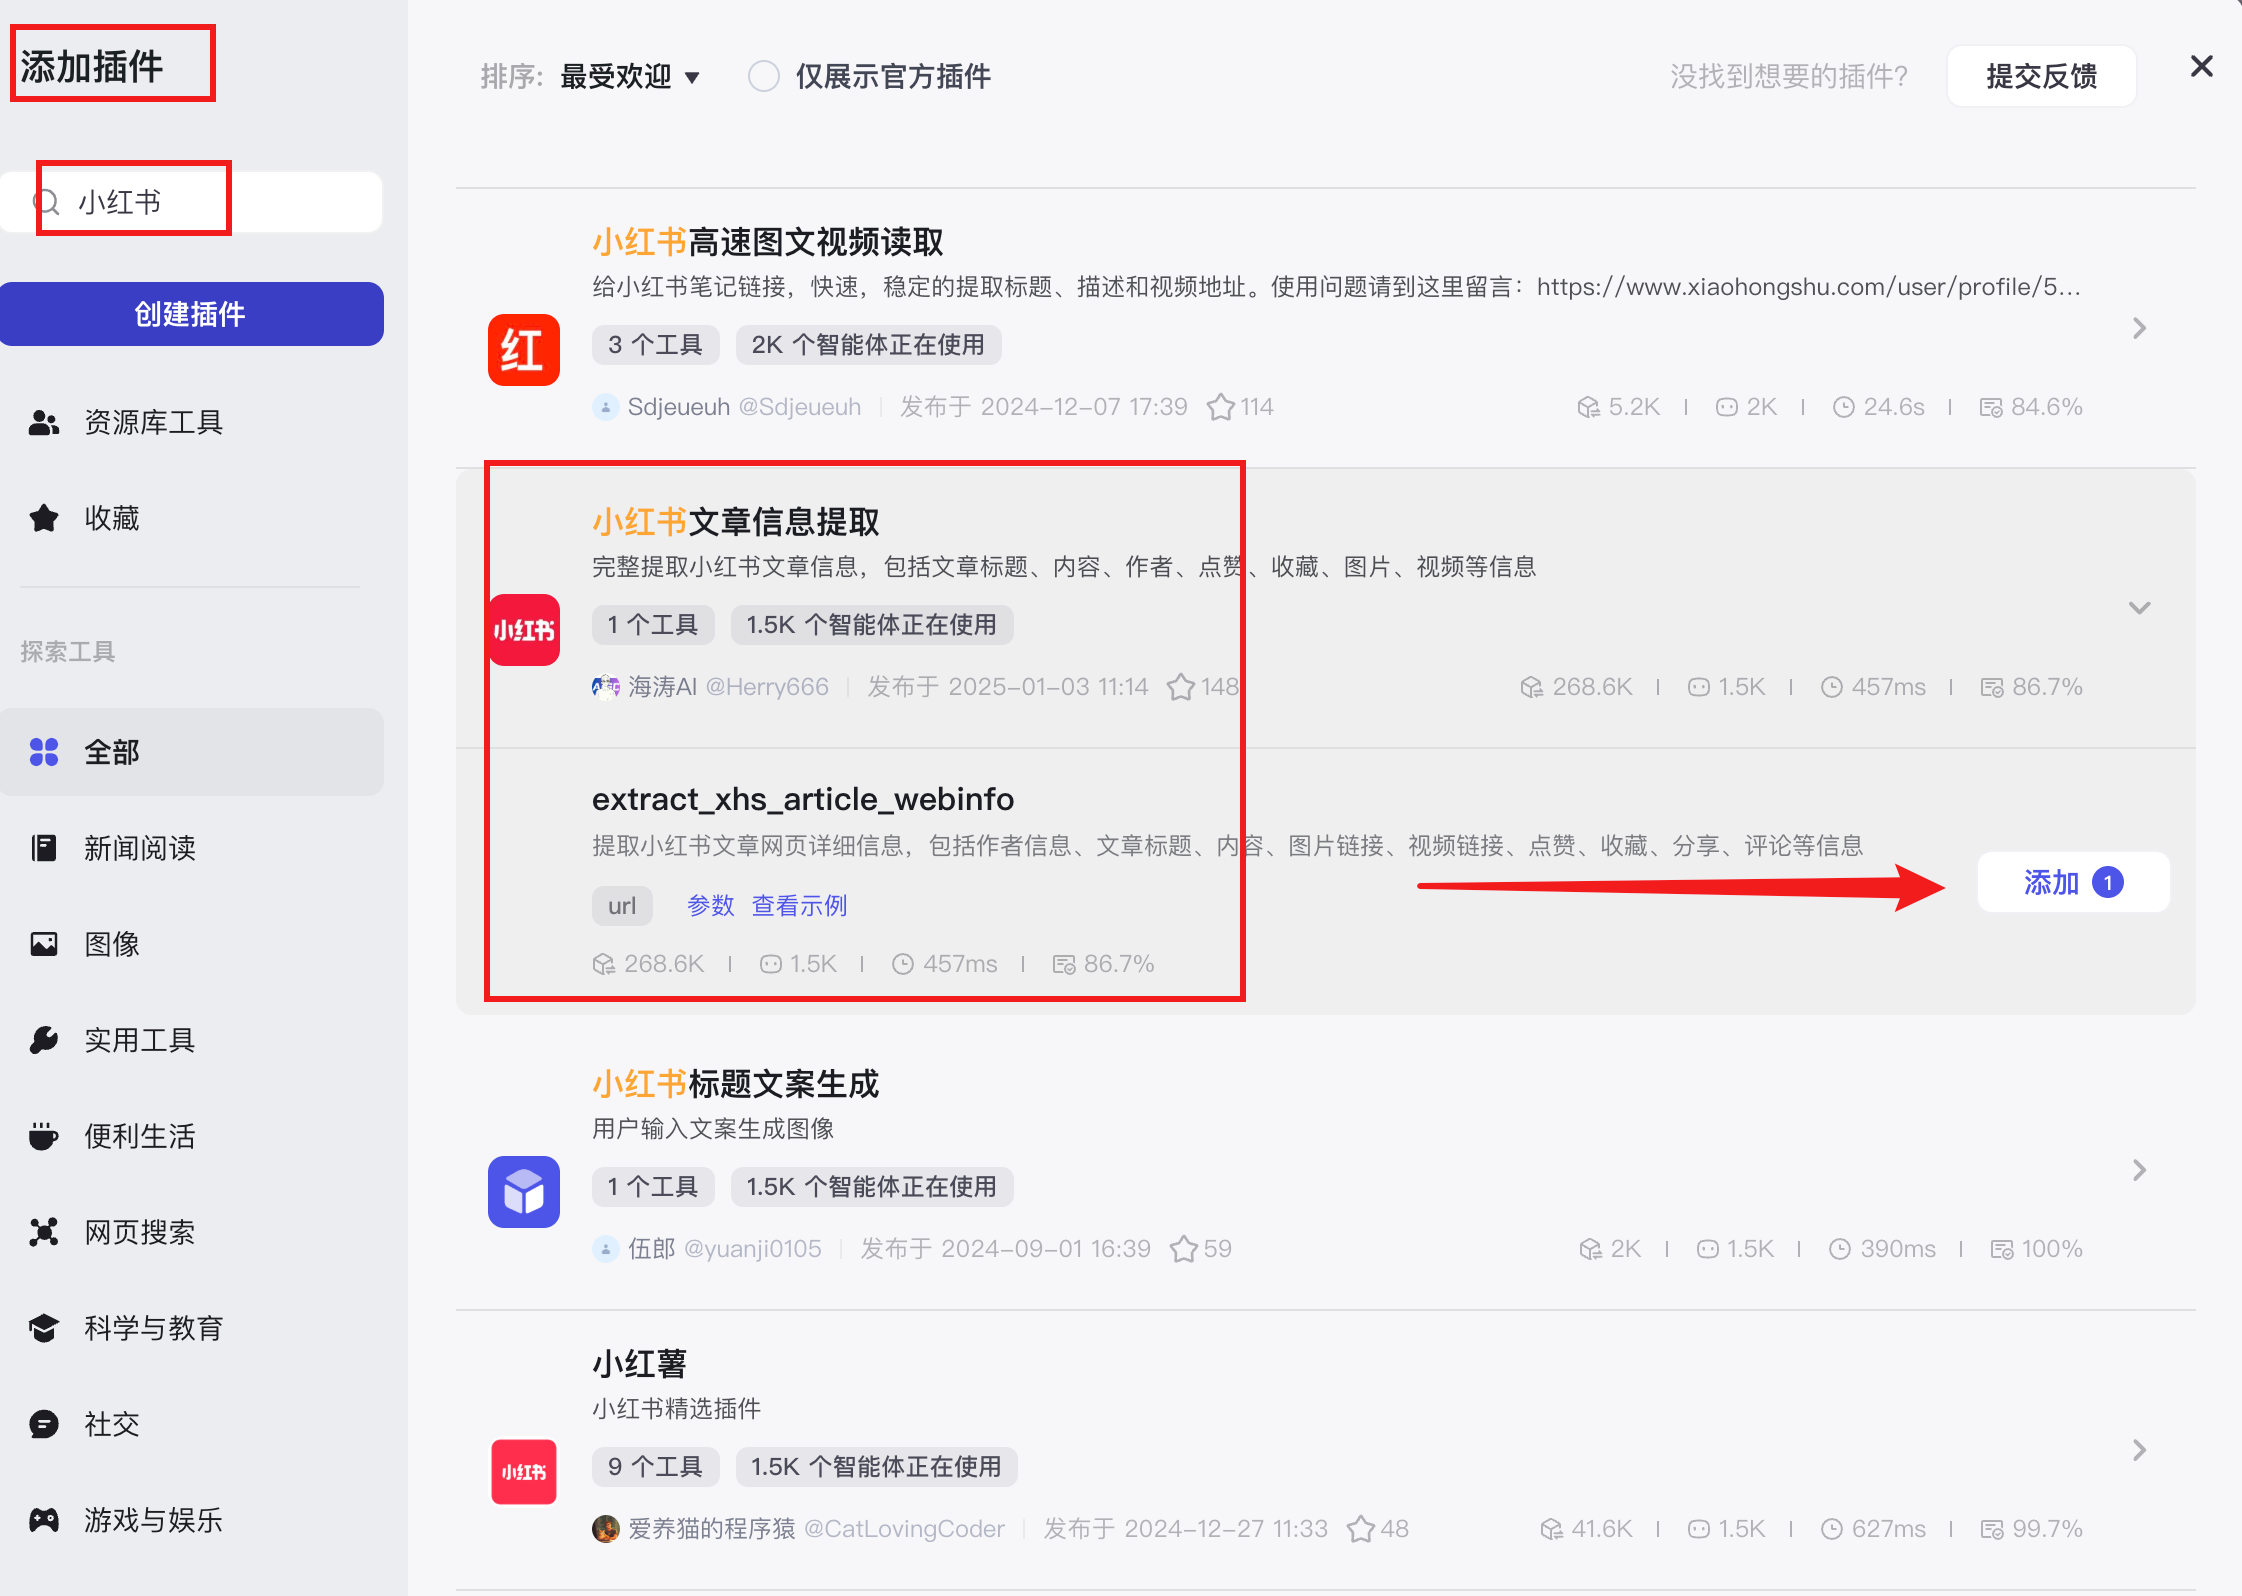 添加插件
小红书
创建插件
资源库工具
收藏
探索工具
全部
新闻阅读
图像
实用工具
便利生活
网页搜索
科学与教育
社交
游戏与娱乐
排序: 最受欢迎 仅展示官方插件 没找到想要的插件? 提交反馈
小红书高速图文视频读取
给小红书笔记链接，快速，稳定的提取标题、描述和视频地址。使用问题请到这里留言：https://www.xiaohongshu.com/user/profile/5...
红
3 个工具 2K 个智能体正在使用
Sdjeueuh @Sdjeueuh 发布于 2024-12-07 17:39 114 5.2K 2K 24.6s 84.6%
小红书文章信息提取
完整提取小红书文章信息，包括文章标题、内容、作者、点赞、收藏、图片、视频等信息
小红书
1 个工具 1.5K 个智能体正在使用
海涛AI @Herry666 发布于 2025-01-03 11:14 148 268.6K 1.5K 457ms 86.7%
extract_xhs_article_webinfo
提取小红书文章网页详细信息，包括作者信息、文章标题、内容、图片链接、视频链接、点赞、收藏、分享、评论等信息
url 参数 查看示例
添加 1
268.6K 1.5K 457ms 86.7%
小红书标题文案生成
用户输入文案生成图像
1 个工具 1.5K 个智能体正在使用
伍郎 @yuanji0105 发布于 2024-09-01 16:39 59 2K 1.5K 390ms 100%
小红薯
小红书精选插件
小红书
9 个工具 1.5K 个智能体正在使用
爱养猫的程序猿 @CatLovingCoder 发布于 2024-12-27 11:33 48 41.6K 1.5K 627ms 99.7%